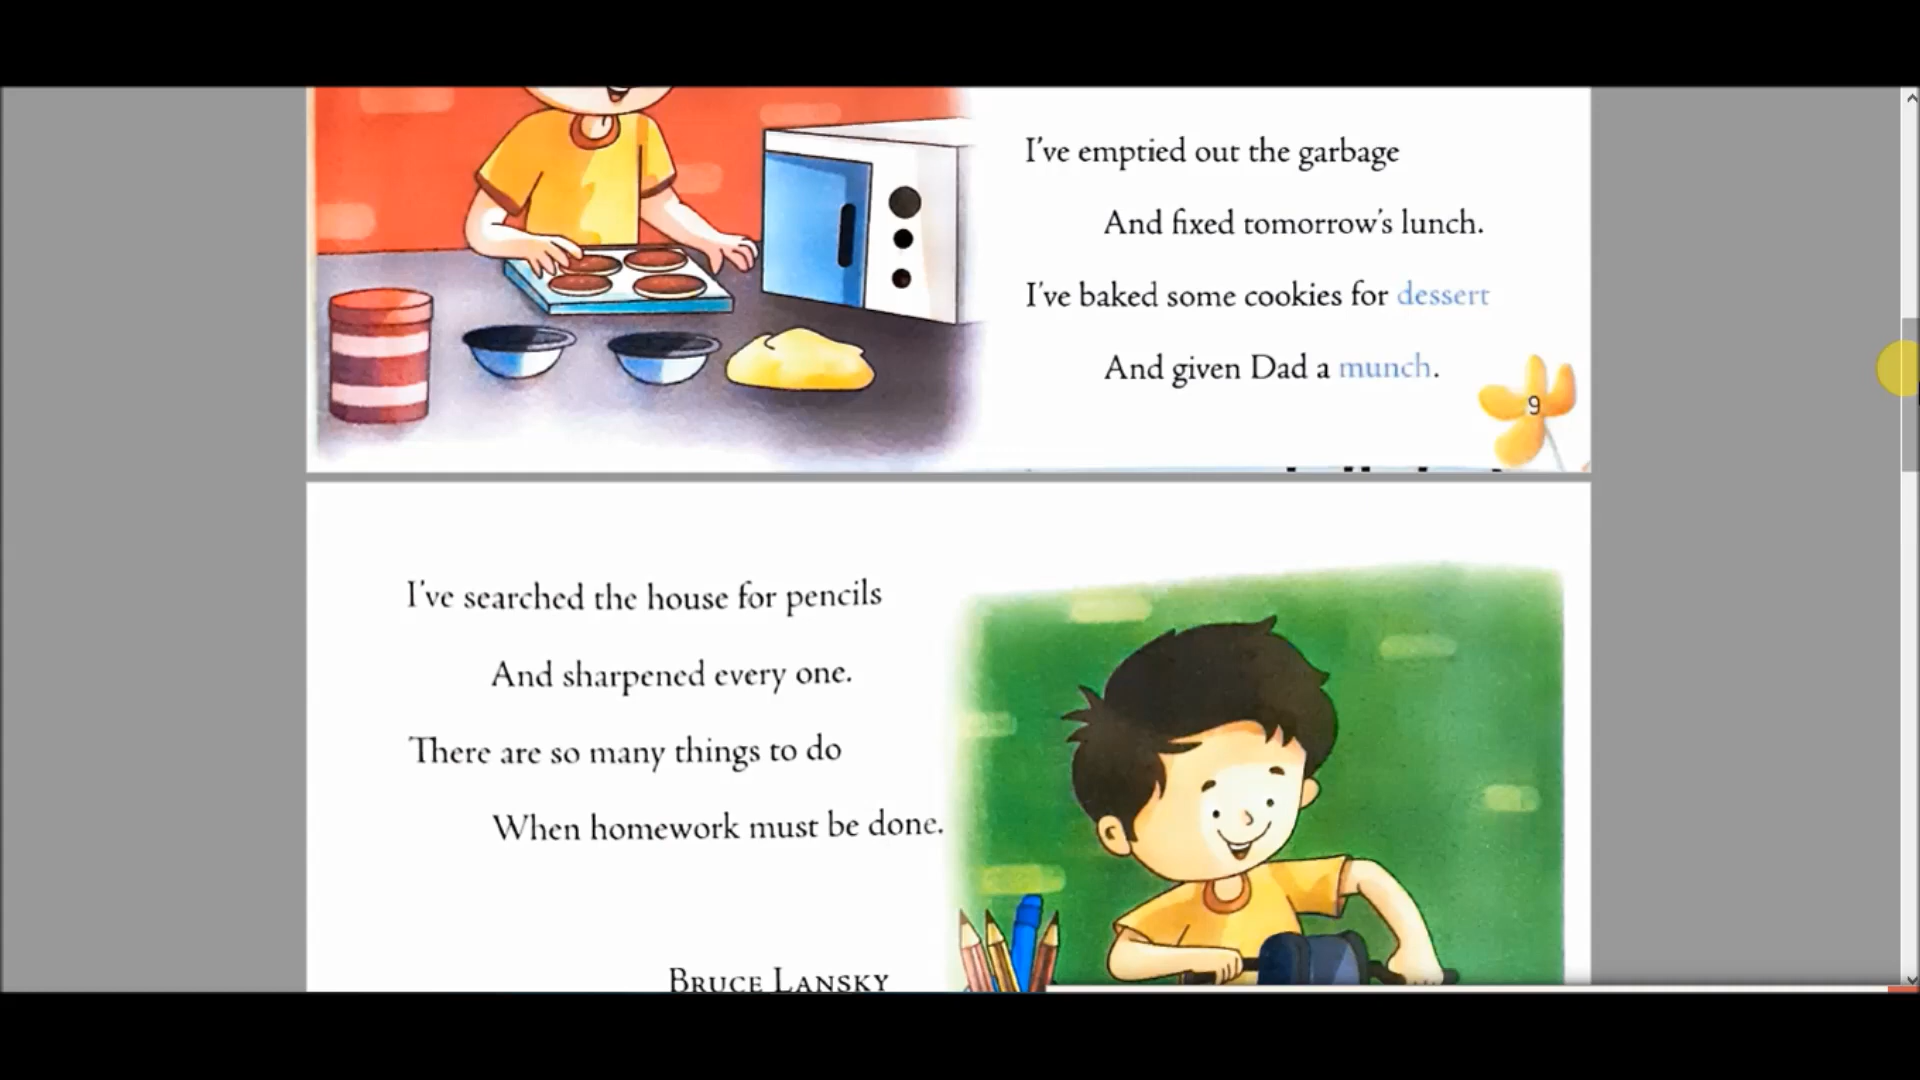 I've emptied out the garbage
And fixed tomorrow's lunch.
I've baked some cookies for dessert
And given Dad a munch.
9
I've searched the house for pencils
And sharpened every one.
There are so many things to do
When homework must be done.
BRUCE LANSKY